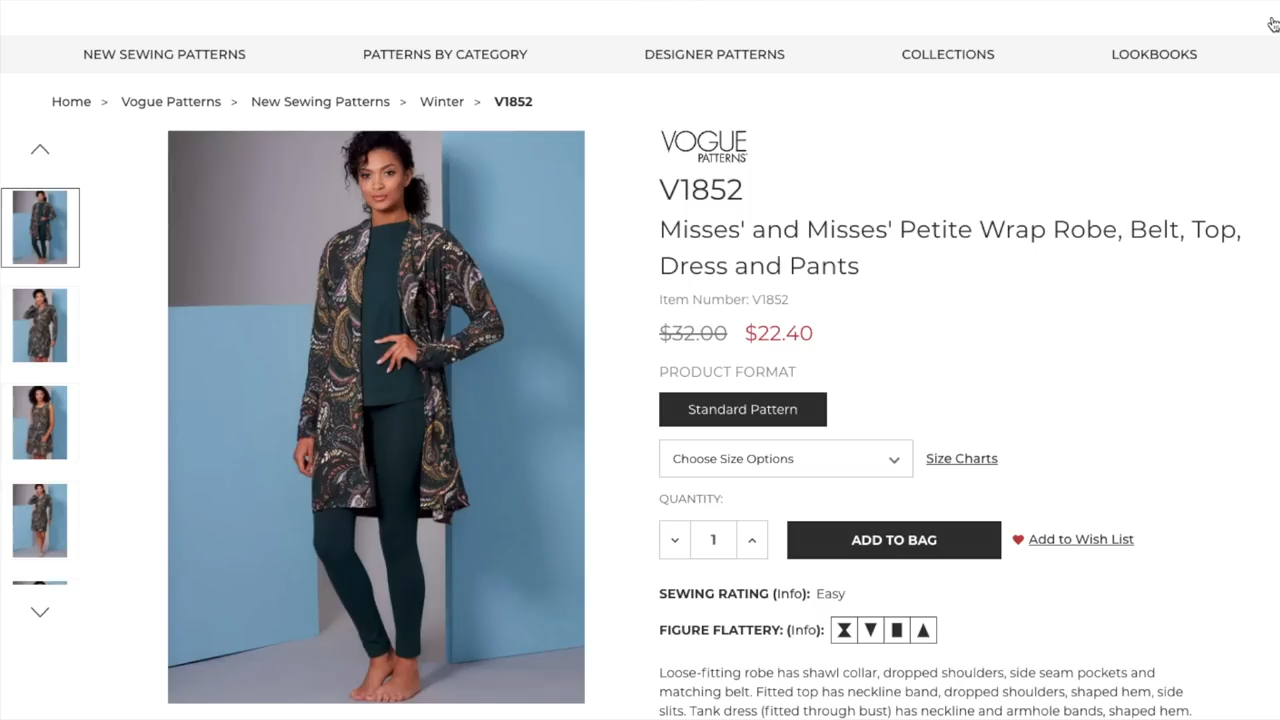 NEW SEWING PATTERNS PATTERNS BY CATEGORY DESIGNER PATTERNS COLLECTIONS LOOKBOOKS
Home > Vogue Patterns > New Sewing Patterns > Winter > V1852
VOGUE
PATTERNS
V1852
Misses' and Misses' Petite Wrap Robe, Belt, Top,
Dress and Pants
Item Number: V1852
$32.00 $22.40
PRODUCT FORMAT
Standard Pattern
Choose Size Options Size Charts
QUANTITY:
1 ADD TO BAG Add to Wish List
SEWING RATING (Info): Easy
FIGURE FLATTERY: (Info):
Loose-fitting robe has shawl collar, dropped shoulders, side seam pockets and
matching belt. Fitted top has neckline band, dropped shoulders, shaped hem, side
slits. Tank dress (fitted through bust) has neckline and armhole bands, shaped hem.